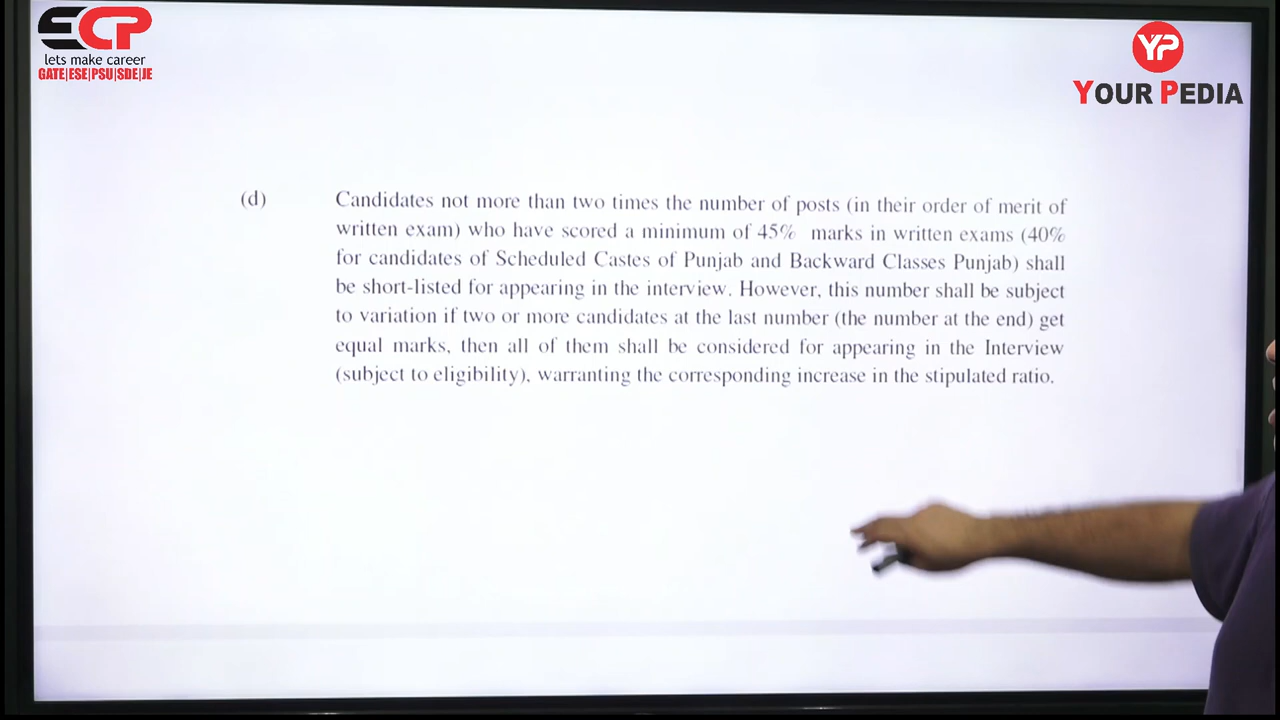 ECP
lets make career
GATE|ESE|PSU|SDE|JE
YP
YOUR PEDIA
(d) Candidates not more than two times the number of posts (in their order of merit of
written exam) who have scored a minimum of 45% marks in written exams (40%
for candidates of Scheduled Castes of Punjab and Backward Classes Punjab) shall
be short-listed for appearing in the interview. However, this number shall be subject
to variation if two or more candidates at the last number (the number at the end) get
equal marks, then all of them shall be considered for appearing in the Interview
(subject to eligibility), warranting the corresponding increase in the stipulated ratio.